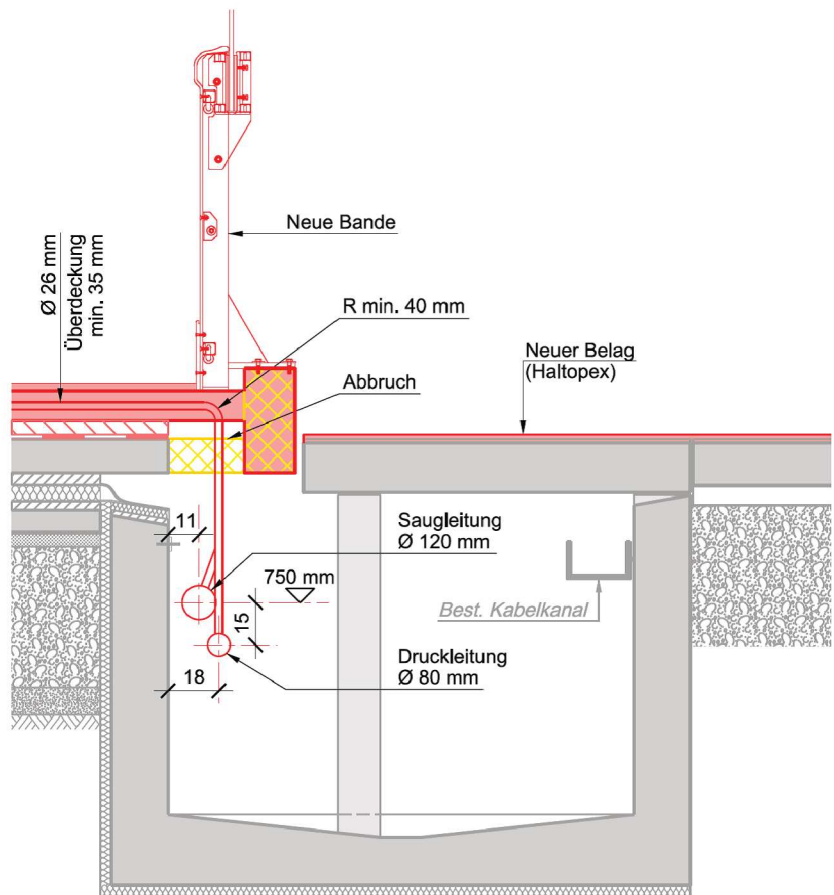 Neue Bande
Ø 26 mm
Überdeckung
min. 35 mm
R min. 40 mm
Neuer Belag
(Haltopex)
Abbruch
11
Saugleitung
Ø 120 mm
750 mm
Best. Kabelkanal
15
Druckleitung
Ø 80 mm
18